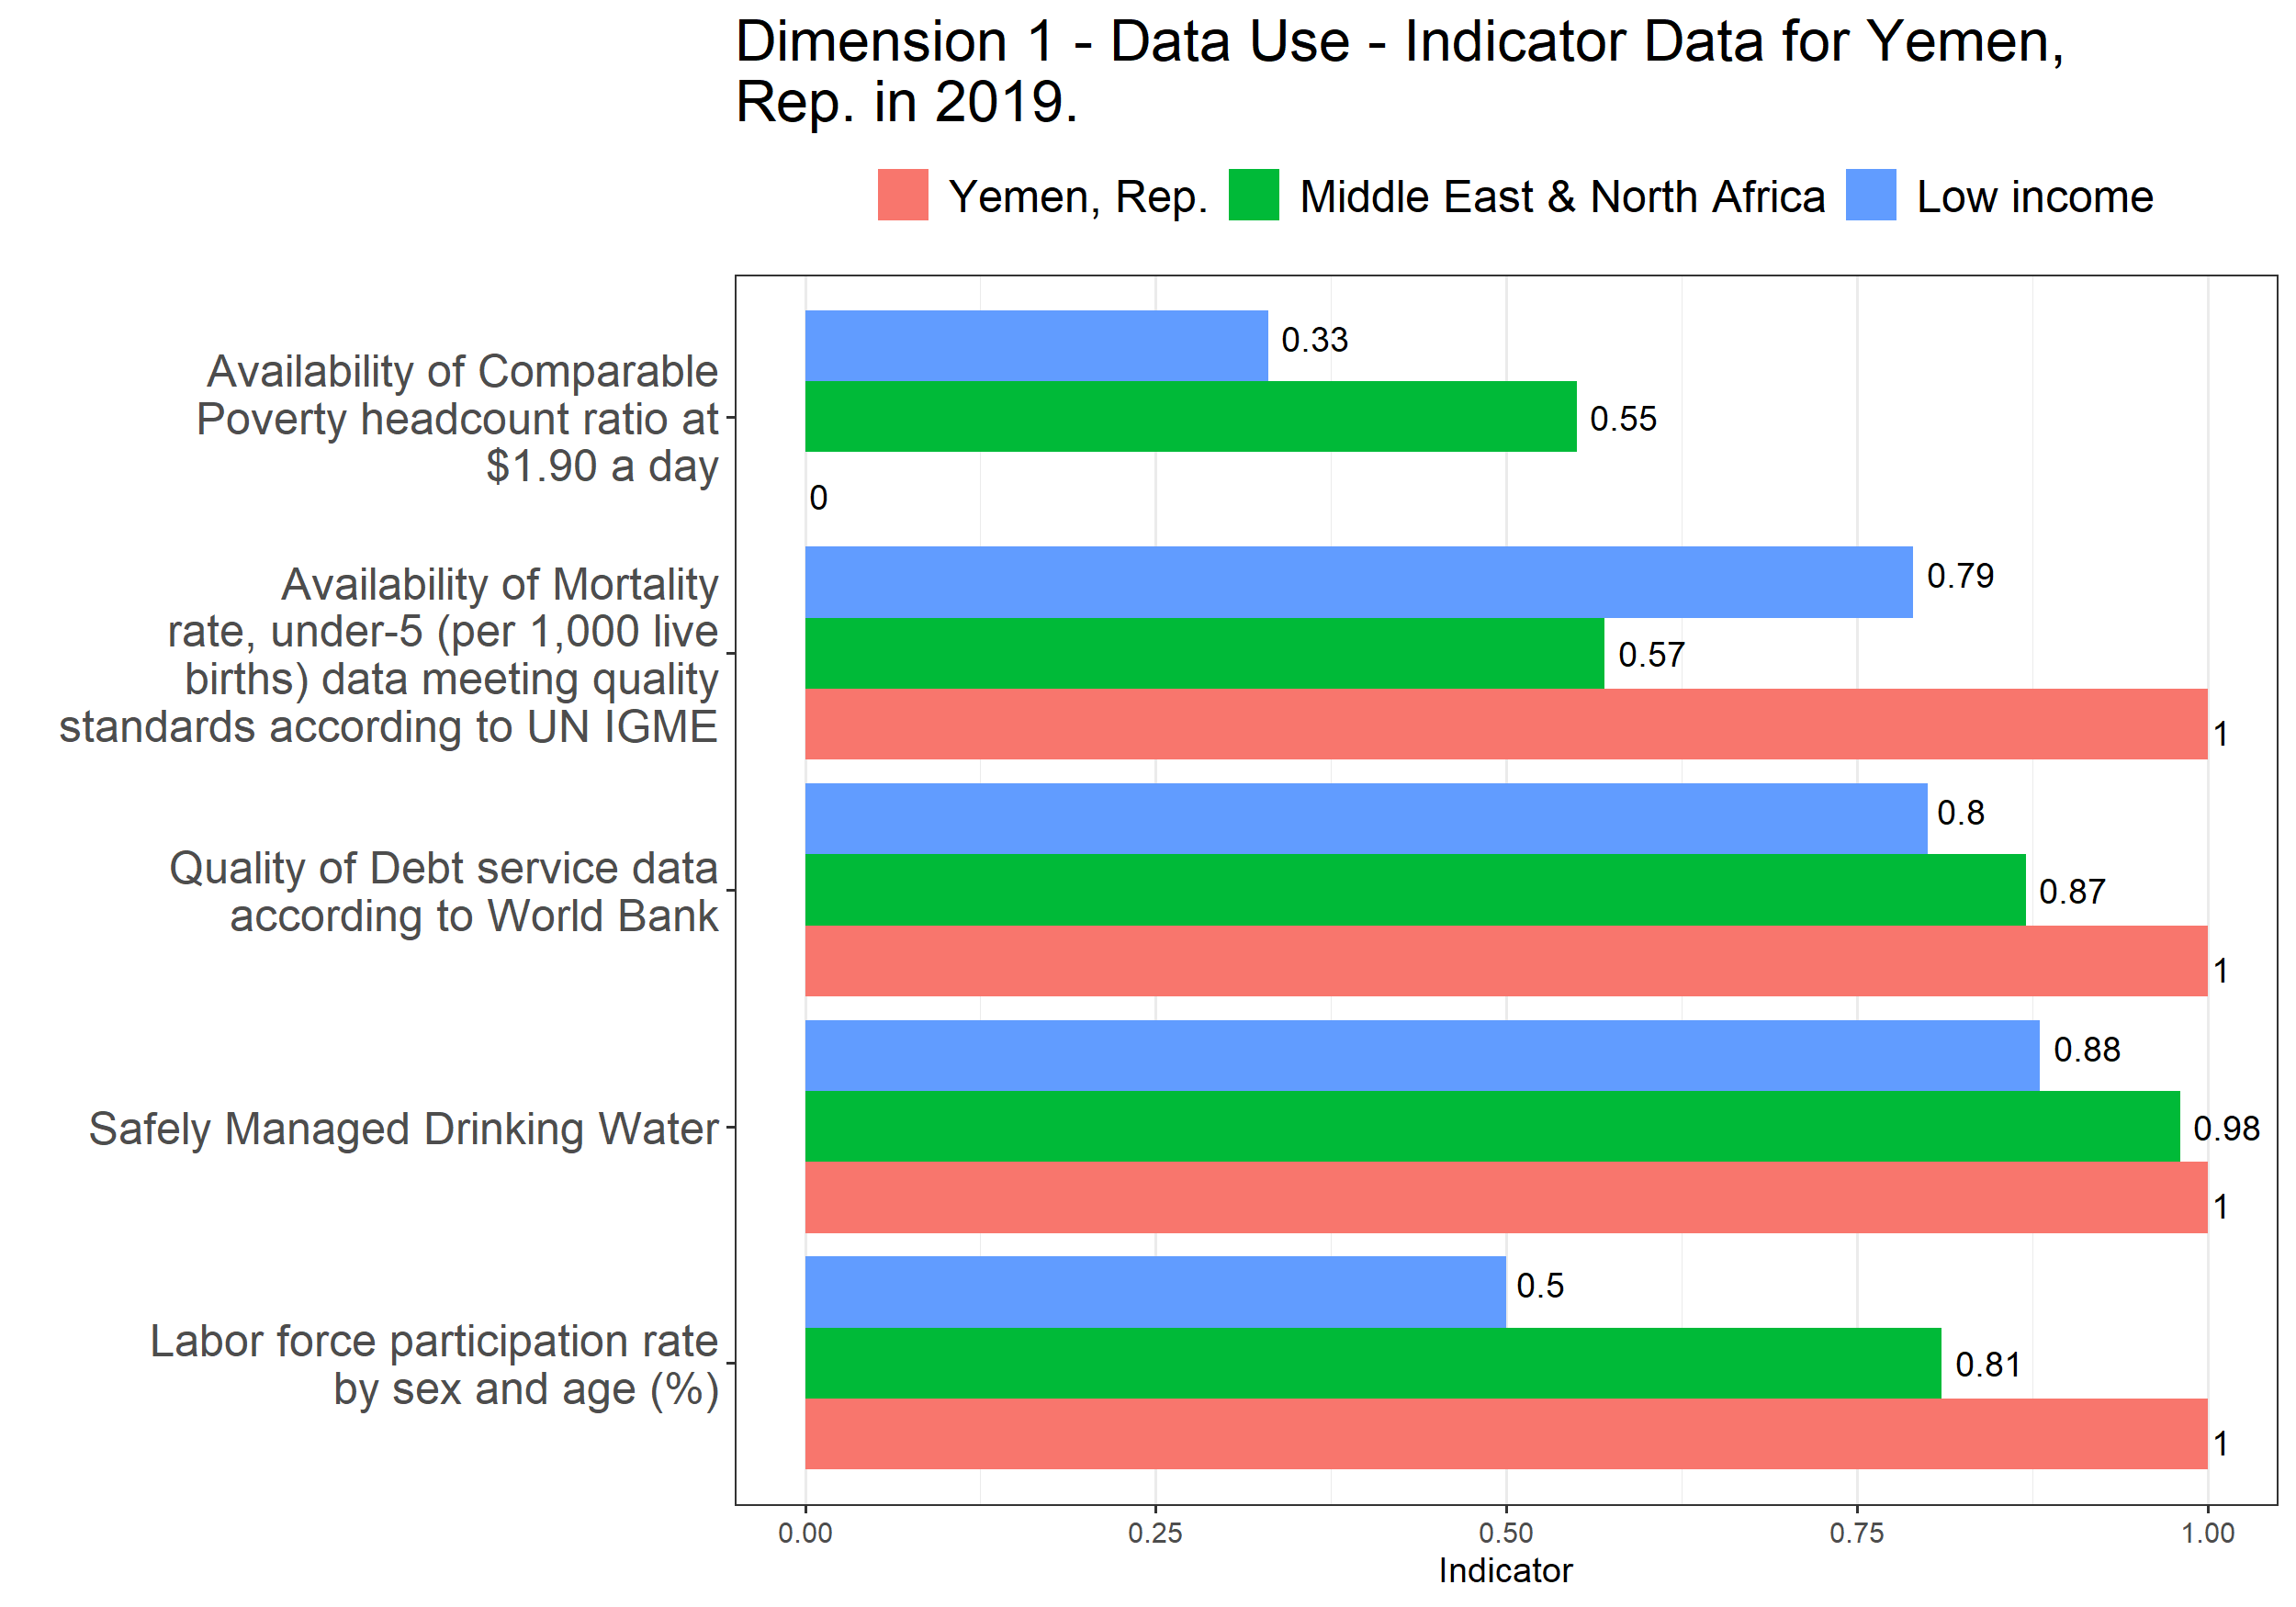 Dimension 1 - Data Use - Indicator Data for Yemen,
Rep. in 2019.
Yemen, Rep. Middle East & North Africa Low income
Availability of Comparable
Poverty headcount ratio at
$1.90 a day
0.33
0.55
0
Availability of Mortality
rate, under-5 (per 1,000 live
births) data meeting quality
standards according to UN IGME
0.79
0.57
1
Quality of Debt service data
according to World Bank
0.8
0.87
1
Safely Managed Drinking Water
0.88
0.98
1
Labor force participation rate
by sex and age (%)
0.5
0.81
1
0.00 0.25 0.50 0.75 1.00
Indicator